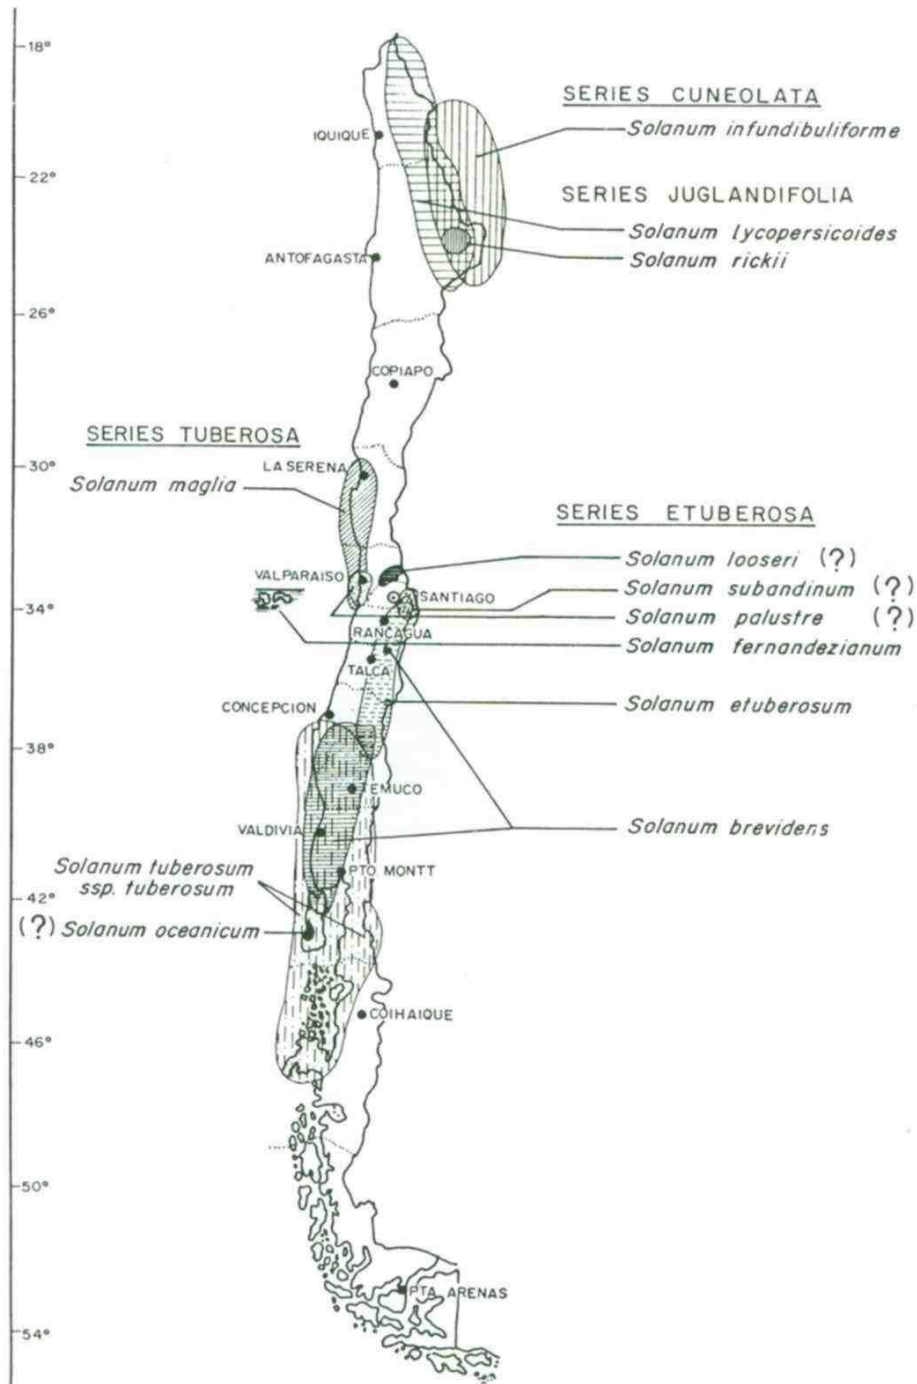 18°
22°
26°
30°
34°
38°
42°
46°
50°
54°
SERIES CUNEOLATA
Solanum infundibuliforme
SERIES JUGLANDIFOLIA
Solanum Lycopersicoides
Solanum rickii
IQUIQUE
ANTOFAGASTA
COPIAPO
SERIES TUBEROSA
Solanum maglia
LA SERENA
SERIES ETUBEROSA
Solanum looseri (?)
Solanum subandinum (?)
Solanum palustre (?)
Solanum fernandezianum
Solanum etuberosum
Solanum brevidens
VALPARAISO
SANTIAGO
RANCAGUA
TALCA
CONCEPCION
TEMUCO
VALDIVIA
PTO MONTT
Solanum tuberosum
ssp. tuberosum
(?) Solanum oceanicum
COIHAIQUE
PTA. ARENAS